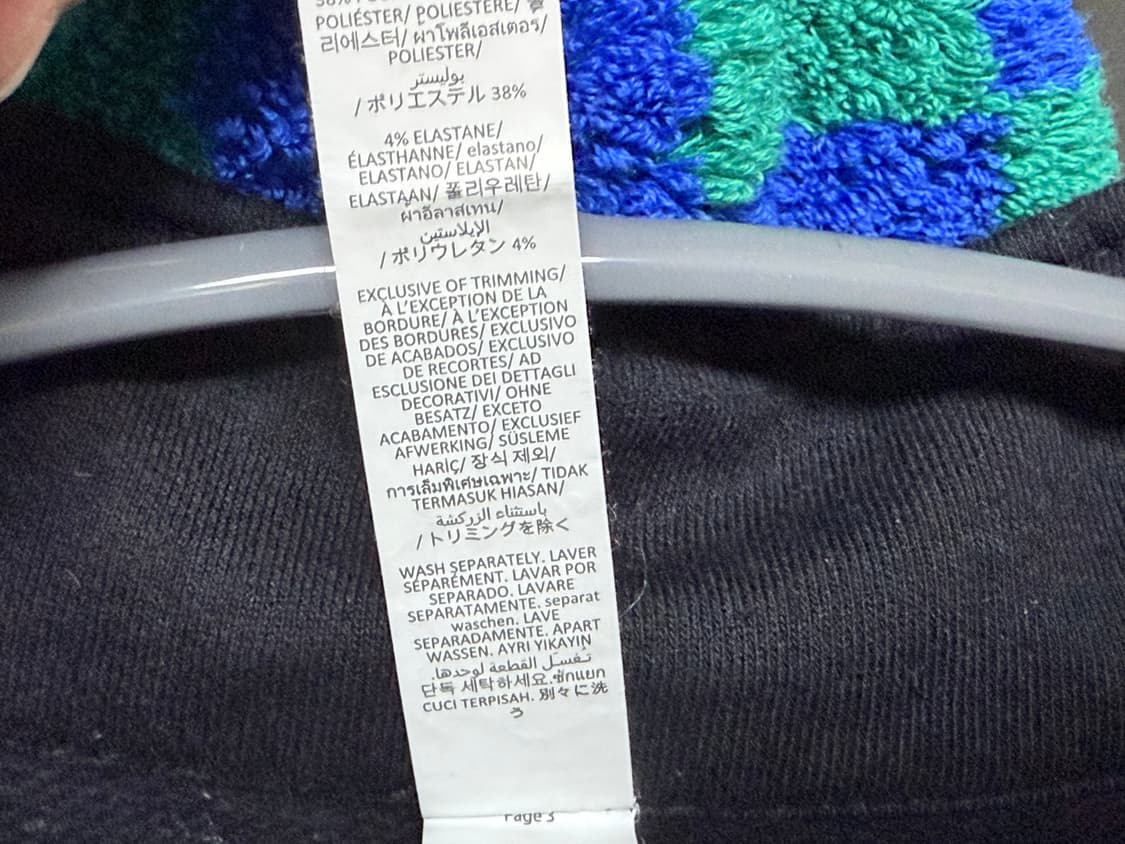 POLIÉSTER/ POLIESTERE/ 폴
리에스터/ ผ้าโพลีเอสเตอร์/
POLIESTER/
بوليستر
/ ポリエステル 38%
4% ELASTANE/
ÉLASTHANNE/ elastano/
ELASTANO/ ELASTAN/
ELASTAAN/ 폴리우레탄/
ผ้าอีลาสเทน/
الإيلاستين
/ ポリウレタン 4%
EXCLUSIVE OF TRIMMING/
À L'EXCEPTION DE LA
BORDURE/ À L'EXCEPTION
DES BORDURES/ EXCLUSIVO
DE ACABADOS/ EXCLUSIVO
DE RECORTES/ AD
ESCLUSIONE DEI DETTAGLI
DECORATIVI/ OHNE
BESATZ/ EXCETO
ACABAMENTO/ EXCLUSIEF
AFWERKING/ SÜSLEME
HARİÇ/ 장식 제외/
การเล็มพิเศษเฉพาะ/ TIDAK
TERMASUK HIASAN/
باستثناء الزركشة
/ トリミングを除く
WASH SEPARATELY. LAVER
SÉPARÉMENT. LAVAR POR
SEPARADO. LAVARE
SEPARATAMENTE. separat
waschen. LAVE
SEPARADAMENTE. APART
WASSEN. AYRI YIKAYIN
تغسل القطعة لوحدها.
단독 세탁하세요.ซักแยก
CUCI TERPISAH. 別々に洗
う
Page 3